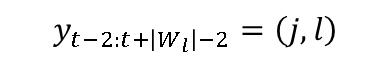 $y_{t-2:t+|W_l|-2} = (j, l)$